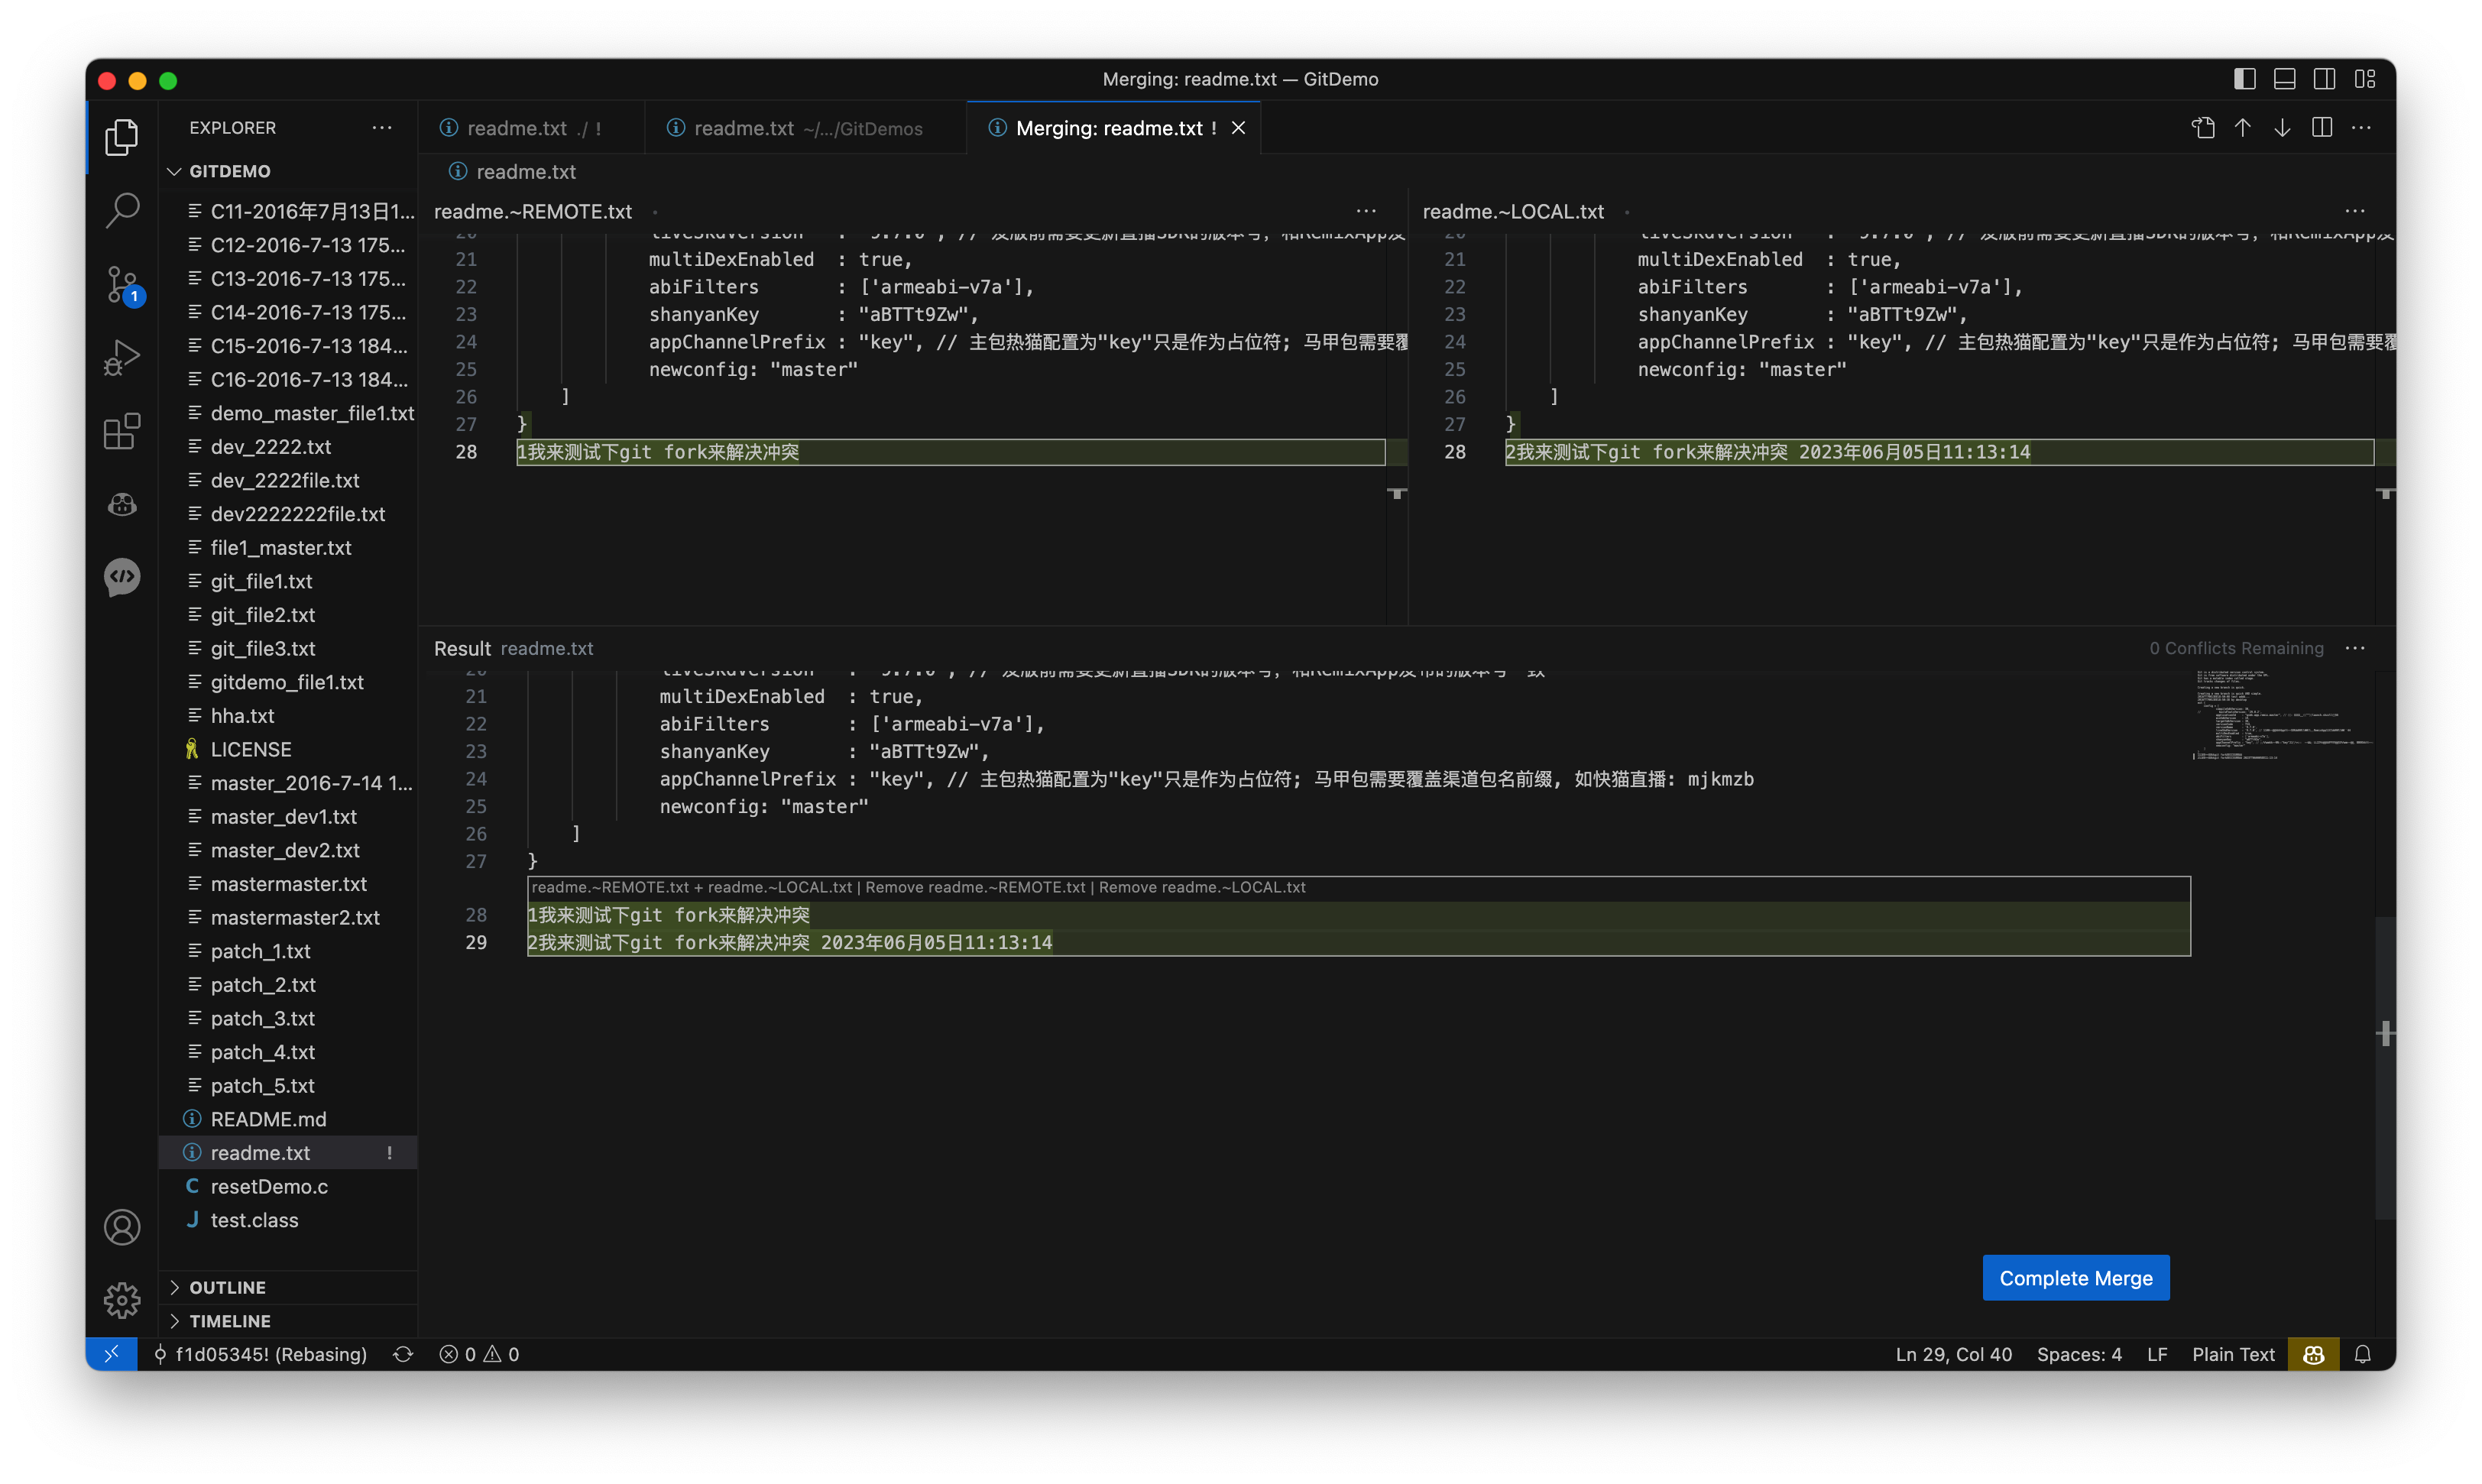 Merging: readme.txt — GitDemo
EXPLORER
readme.txt ./ !
readme.txt ~/.../GitDemos
Merging: readme.txt !
GITDEMO
C11-2016年7月13日1...
C12-2016-7-13 175...
C13-2016-7-13 175...
C14-2016-7-13 175...
C15-2016-7-13 184...
C16-2016-7-13 184...
demo_master_file1.txt
dev_2222.txt
dev_2222file.txt
dev2222222file.txt
file1_master.txt
git_file1.txt
git_file2.txt
git_file3.txt
gitdemo_file1.txt
hha.txt
LICENSE
master_2016-7-14 1...
master_dev1.txt
master_dev2.txt
mastermaster.txt
mastermaster2.txt
patch_1.txt
patch_2.txt
patch_3.txt
patch_4.txt
patch_5.txt
README.md
readme.txt !
resetDemo.c
test.class
OUTLINE
TIMELINE
1
readme.txt
readme.~REMOTE.txt
21 multiDexEnabled : true,
22 abiFilters : ['armeabi-v7a'],
23 shanyanKey : "aBTTt9Zw",
24 appChannelPrefix : "key", // 主包热猫配置为"key"只是作为占位符; 马甲包需要覆
25 newconfig: "master"
26 ]
27 }
28 1我来测试下git fork来解决冲突
readme.~LOCAL.txt
21 multiDexEnabled : true,
22 abiFilters : ['armeabi-v7a'],
23 shanyanKey : "aBTTt9Zw",
24 appChannelPrefix : "key", // 主包热猫配置为"key"只是作为占位符; 马甲包需要覆
25 newconfig: "master"
26 ]
27 }
28 2我来测试下git fork来解决冲突 2023年06月05日11:13:14
Result readme.txt
0 Conflicts Remaining
21 multiDexEnabled : true,
22 abiFilters : ['armeabi-v7a'],
23 shanyanKey : "aBTTt9Zw",
24 appChannelPrefix : "key", // 主包热猫配置为"key"只是作为占位符; 马甲包需要覆盖渠道包名前缀, 如快猫直播: mjkmzb
25 newconfig: "master"
26 ]
27 }
readme.~REMOTE.txt + readme.~LOCAL.txt | Remove readme.~REMOTE.txt | Remove readme.~LOCAL.txt
28 1我来测试下git fork来解决冲突
29 2我来测试下git fork来解决冲突 2023年06月05日11:13:14
Complete Merge
f1d05345! (Rebasing) 0 0
Ln 29, Col 40 Spaces: 4 LF Plain Text